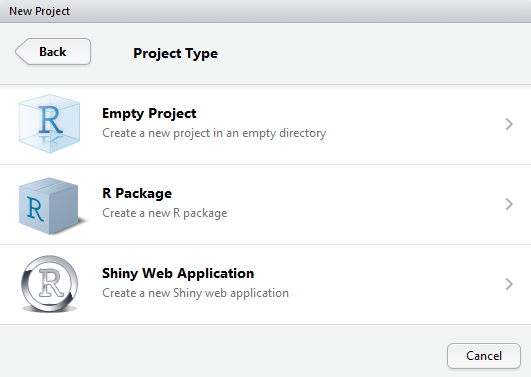 New Project
Back
Project Type
R
Empty Project
Create a new project in an empty directory
R
R Package
Create a new R package
R
Shiny Web Application
Create a new Shiny web application
Cancel